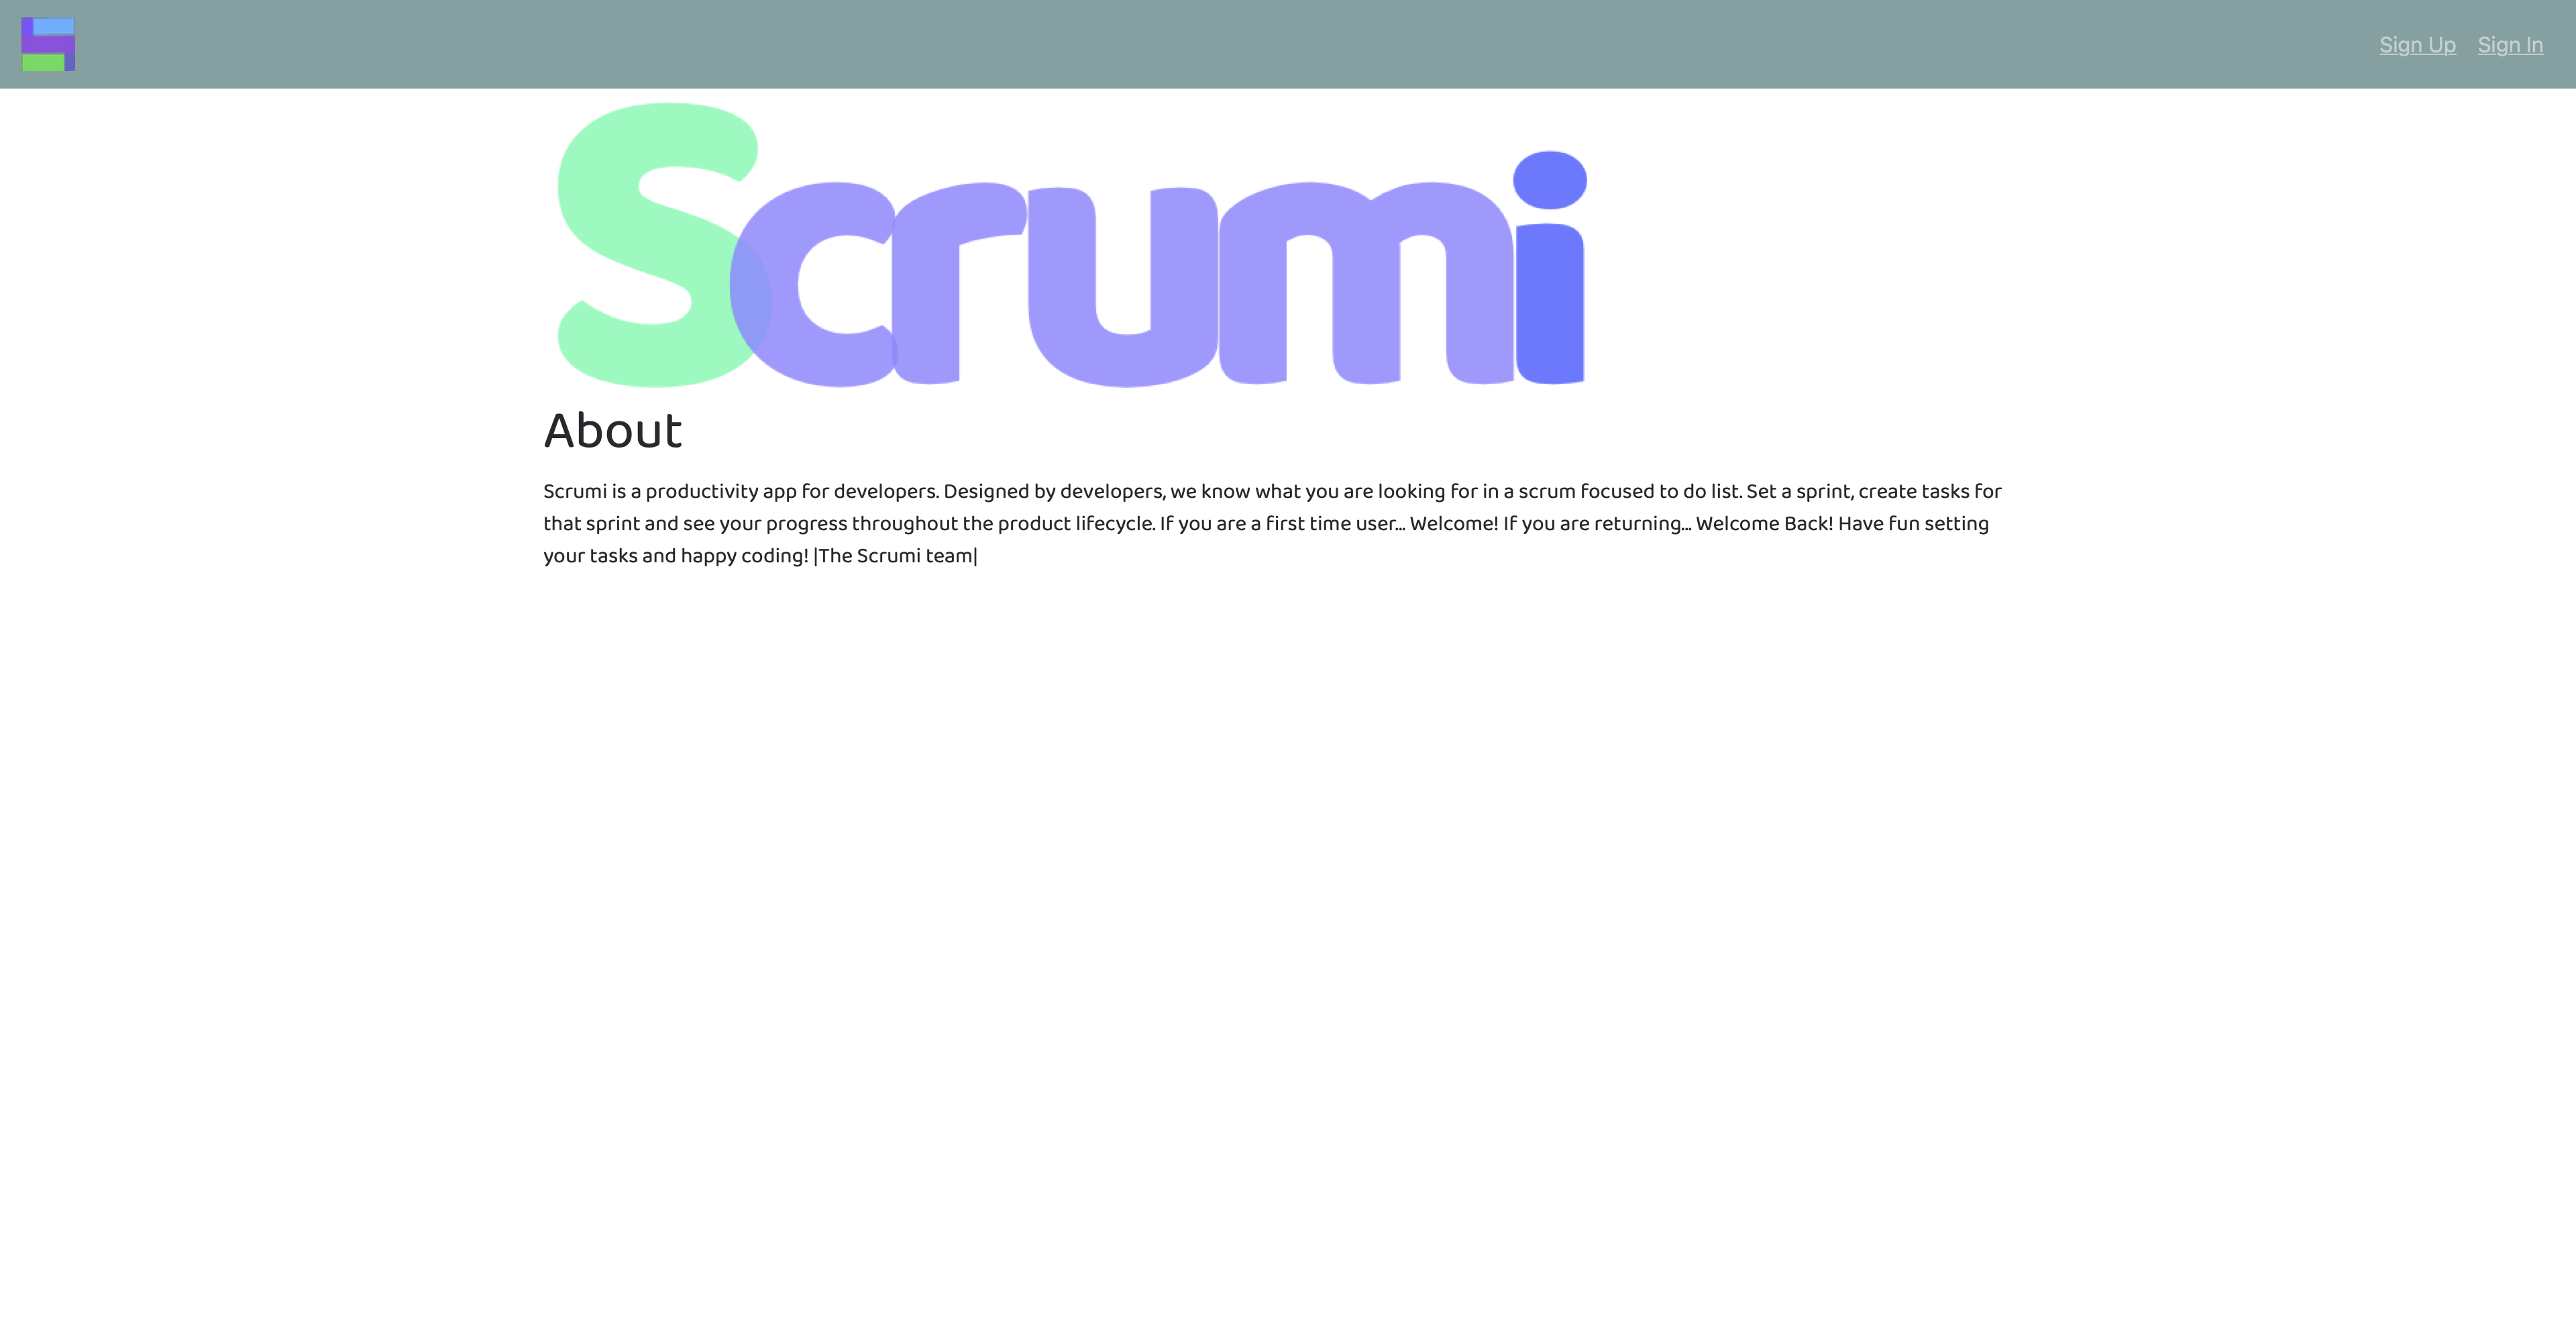 Sign Up Sign In
Scrumi
About
Scrumi is a productivity app for developers. Designed by developers, we know what you are looking for in a scrum focused to do list. Set a sprint, create tasks for
that sprint and see your progress throughout the product lifecycle. If you are a first time user... Welcome! If you are returning... Welcome Back! Have fun setting
your tasks and happy coding! |The Scrumi team|